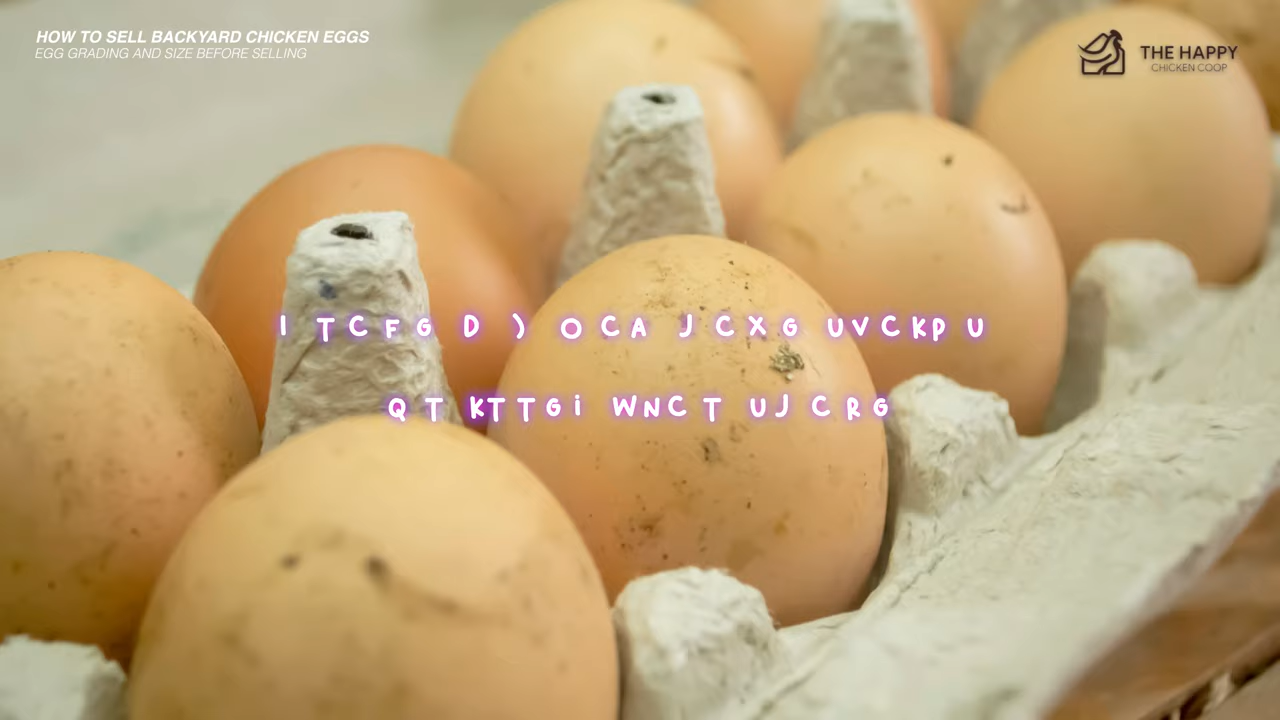 HOW TO SELL BACKYARD CHICKEN EGGS
EGG GRADING AND SIZE BEFORE SELLING
THE HAPPY
CHICKEN COOP
I TCFG D ) OCA JCXG UVCKPU
QT KTTGi WNCT UJCRG